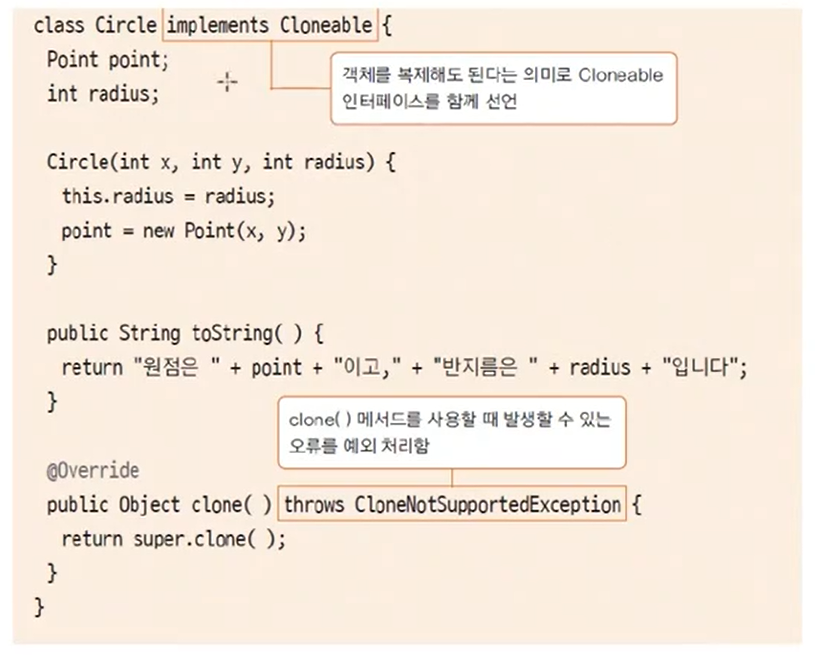 class Circle implements Cloneable {
Point point;
int radius;
객체를 복제해도 된다는 의미로 Cloneable
인터페이스를 함께 선언
Circle(int x, int y, int radius) {
this.radius = radius;
point = new Point(x, y);
}
public String toString( ) {
return "원점은 " + point + "이고," + "반지름은 " + radius + "입니다";
}
clone( ) 메서드를 사용할 때 발생할 수 있는
오류를 예외 처리함
@Override
public Object clone( ) throws CloneNotSupportedException {
return super.clone( );
}
}